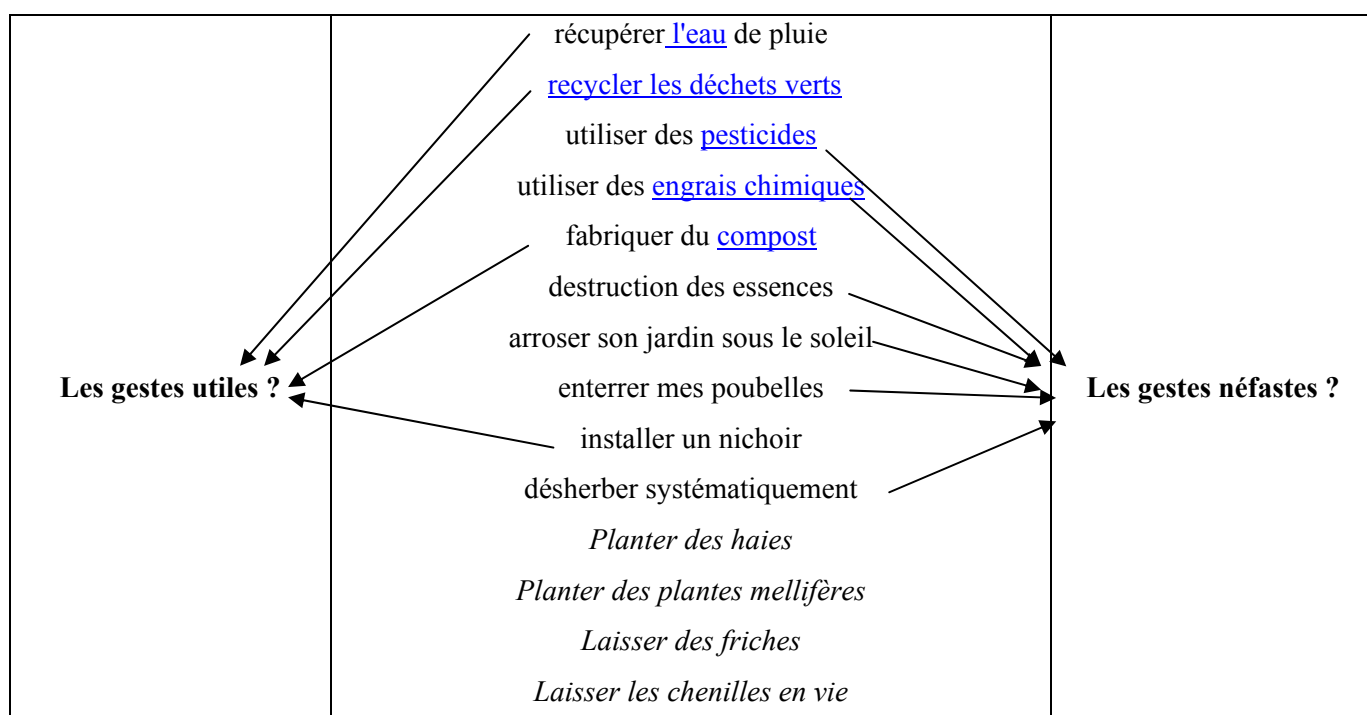 récupérer l'eau de pluie
recycler les déchets verts
utiliser des pesticides
utiliser des engrais chimiques
fabriquer du compost
destruction des essences
arroser son jardin sous le soleil
Les gestes utiles ?
enterrer mes poubelles
Les gestes néfastes ?
installer un nichoir
désherber systématiquement
Planter des haies
Planter des plantes mellifères
Laisser des friches
Laisser les chenilles en vie